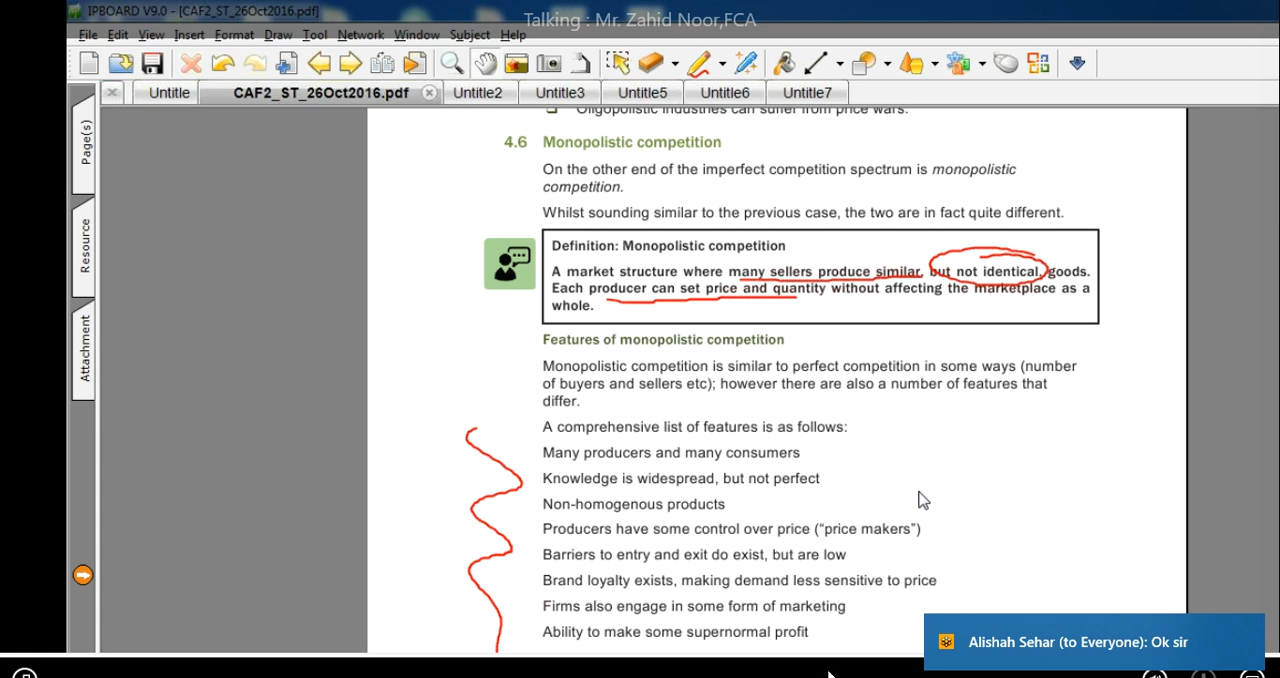 IPBOARD V9.0 - [CAF2_ST_26Oct2016.pdf]
Talking : Mr. Zahid Noor,FCA
File Edit View Insert Format Draw Tool Network Window Subject Help
Untitle CAF2_ST_26Oct2016.pdf Untitle2 Untitle3 Untitle5 Untitle6 Untitle7
Page(s)
Resource
Attachment
Oligopolistic industries can suffer from price wars.
4.6 Monopolistic competition
On the other end of the imperfect competition spectrum is monopolistic
competition.
Whilst sounding similar to the previous case, the two are in fact quite different.
Definition: Monopolistic competition
A market structure where many sellers produce similar, but not identical, goods.
Each producer can set price and quantity without affecting the marketplace as a
whole.
Features of monopolistic competition
Monopolistic competition is similar to perfect competition in some ways (number
of buyers and sellers etc); however there are also a number of features that
differ.
A comprehensive list of features is as follows:
Many producers and many consumers
Knowledge is widespread, but not perfect
Non-homogenous products
Producers have some control over price (“price makers”)
Barriers to entry and exit do exist, but are low
Brand loyalty exists, making demand less sensitive to price
Firms also engage in some form of marketing
Ability to make some supernormal profit
Alishah Sehar (to Everyone): Ok sir